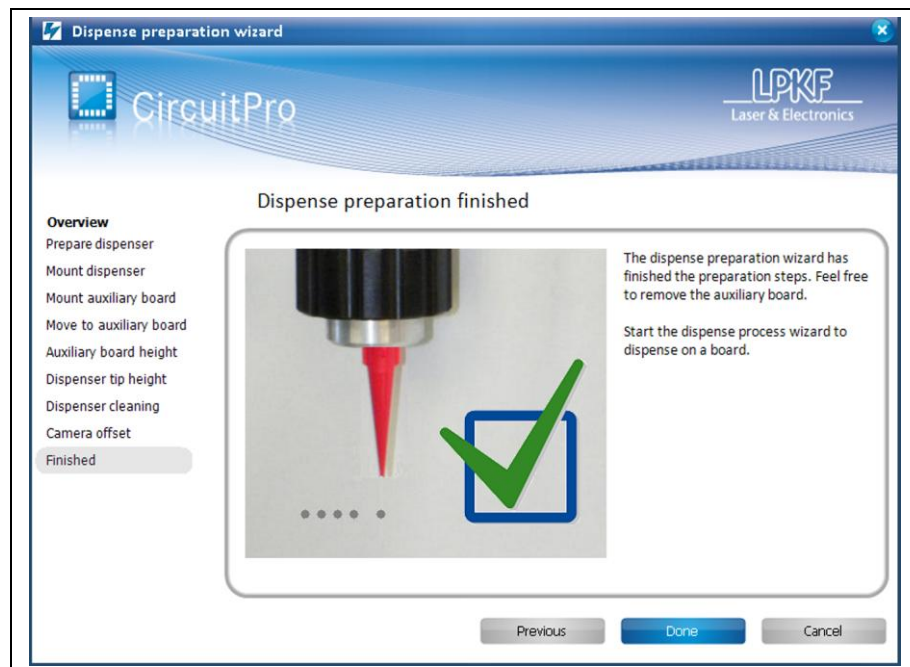 Dispense preparation wizard
CircuitPro
LPKF
Laser & Electronics
Dispense preparation finished
Overview
Prepare dispenser
Mount dispenser
Mount auxiliary board
Move to auxiliary board
Auxiliary board height
Dispenser tip height
Dispenser cleaning
Camera offset
Finished
The dispense preparation wizard has
finished the preparation steps. Feel free
to remove the auxiliary board.
Start the dispense process wizard to
dispense on a board.
Previous
Done
Cancel